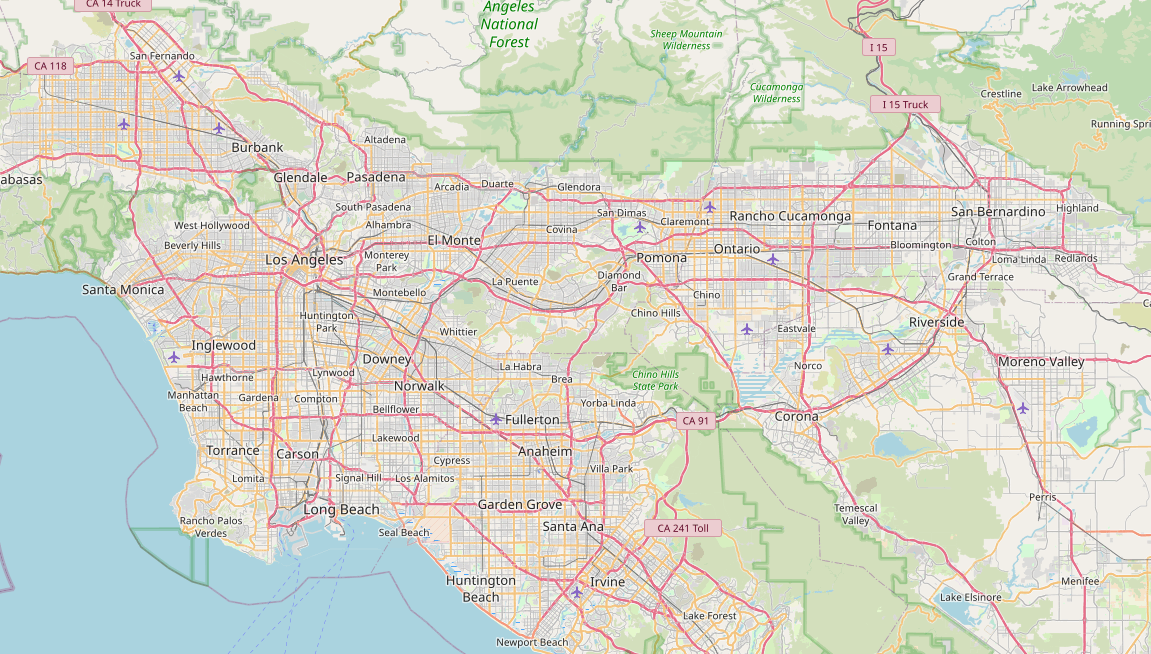 CA 14 Truck
Angeles
National
Forest
Sheep Mountain
Wilderness
I 15
San Fernando
CA 118
Cucamonga
Wilderness
Lake Arrowhead
Crestline
I 15 Truck
Running Spri
Altadena
Burbank
abasas
Glendale
Pasadena
Arcadia
Duarte
Glendora
South Pasadena
San Dimas
Claremont
Rancho Cucamonga
San Bernardino
Highland
West Hollywood
Alhambra
Covina
Fontana
Beverly Hills
El Monte
Ontario
Bloomington
Colton
Los Angeles
Monterey
Park
Pomona
Loma Linda
Redlands
Diamond
Bar
Grand Terrace
La Puente
Santa Monica
Montebello
Chino
Ca
Huntington
Park
Chino Hills
Riverside
Whittier
Eastvale
Inglewood
Downey
Moreno Valley
La Habra
Norco
Hawthorne
Lynwood
Norwalk
Brea
Chino Hills
State Park
Manhattan
Beach
Gardena
Compton
Bellflower
Yorba Linda
Fullerton
CA 91
Corona
Lakewood
Torrance
Carson
Anaheim
Cypress
Villa Park
Lomita
Signal Hill
Los Alamitos
Perris
Long Beach
Garden Grove
Temescal
Valley
Rancho Palos
Verdes
Seal Beach
Santa Ana
CA 241 Toll
Huntington
Beach
Irvine
Menifee
Lake Elsinore
Lake Forest
Newport Beach